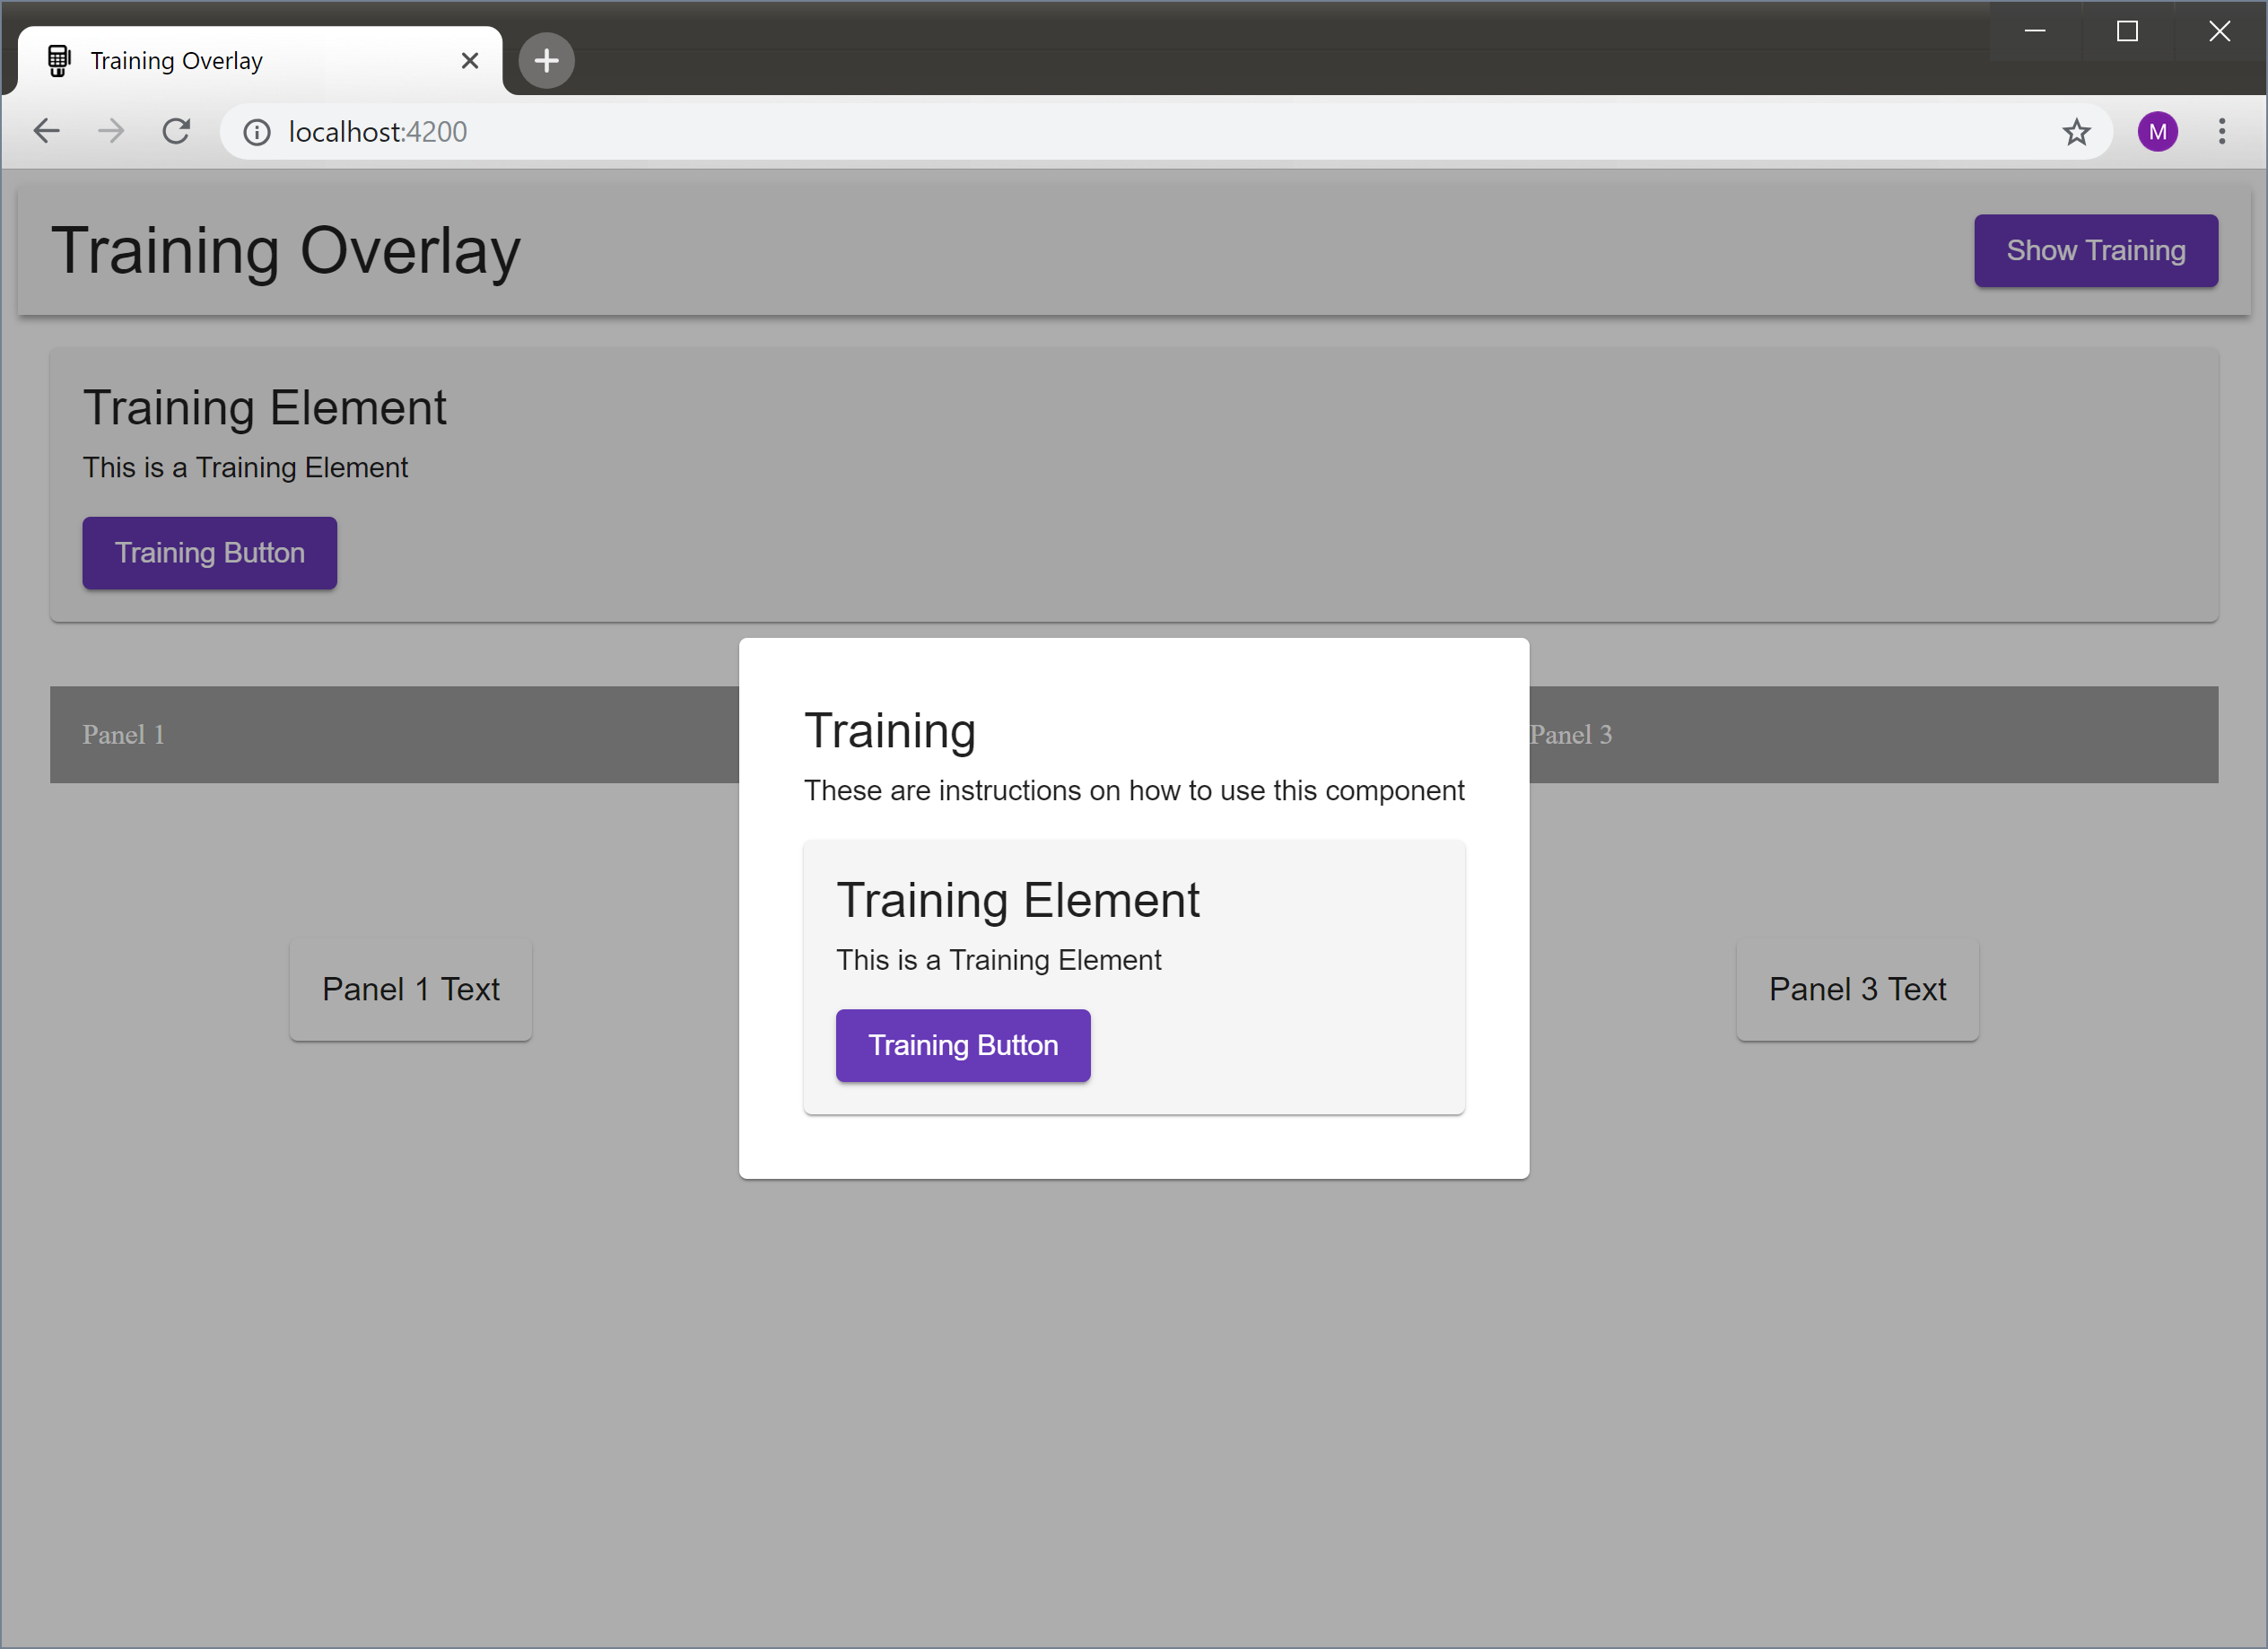 Training Overlay
localhost:4200
M
Training Overlay
Show Training
Training Element
This is a Training Element
Training Button
Panel 1
Panel 3
Training
These are instructions on how to use this component
Training Element
This is a Training Element
Training Button
Panel 1 Text
Panel 3 Text